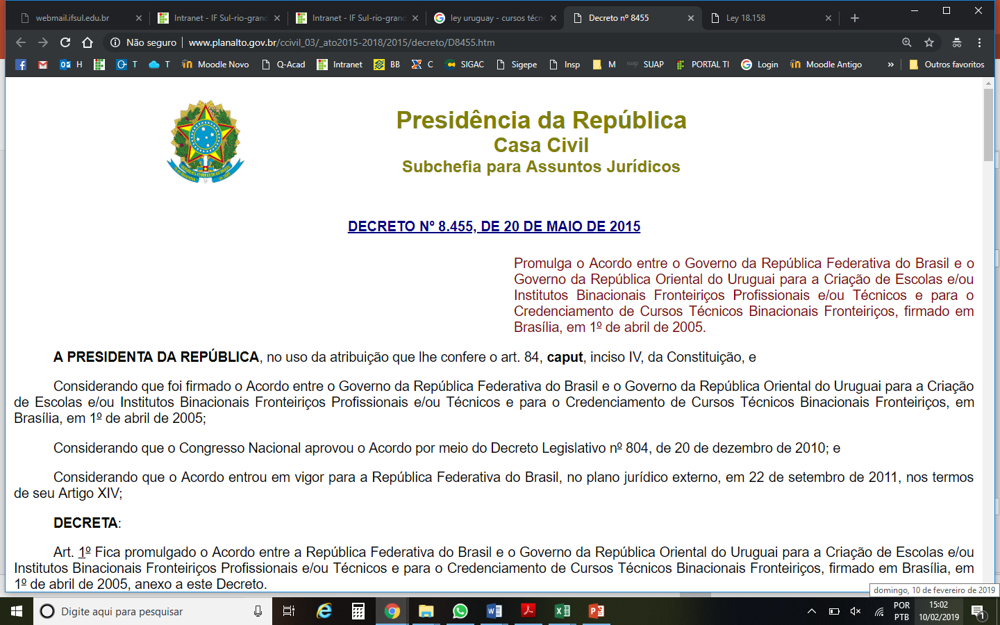 webmail.ifsul.edu.br
Intranet - IF Sul-rio-grand
Intranet - IF Sul-rio-grand
ley uruguay - cursos técn
Decreto nº 8455
Ley 18.158
Não seguro
www.planalto.gov.br/ccivil_03/_ato2015-2018/2015/decreto/D8455.htm
H
T
T
Moodle Novo
Q-Acad
Intranet
BB
C
SIGAC
Sigepe
Insp
M
suap SUAP
PORTAL TI
Login
Moodle Antigo
»
Outros favoritos
Presidência da República
Casa Civil
Subchefia para Assuntos Jurídicos
DECRETO Nº 8.455, DE 20 DE MAIO DE 2015
Promulga o Acordo entre o Governo da República Federativa do Brasil e o
Governo da República Oriental do Uruguai para a Criação de Escolas e/ou
Institutos Binacionais Fronteiriços Profissionais e/ou Técnicos e para o
Credenciamento de Cursos Técnicos Binacionais Fronteiriços, firmado em
Brasília, em 1º de abril de 2005.
A PRESIDENTA DA REPÚBLICA, no uso da atribuição que lhe confere o art. 84, caput, inciso IV, da Constituição, e
Considerando que foi firmado o Acordo entre o Governo da República Federativa do Brasil e o Governo da República Oriental do Uruguai para a Criação
de Escolas e/ou Institutos Binacionais Fronteiriços Profissionais e/ou Técnicos e para o Credenciamento de Cursos Técnicos Binacionais Fronteiriços, em
Brasília, em 1º de abril de 2005;
Considerando que o Congresso Nacional aprovou o Acordo por meio do Decreto Legislativo nº 804, de 20 de dezembro de 2010; e
Considerando que o Acordo entrou em vigor para a República Federativa do Brasil, no plano jurídico externo, em 22 de setembro de 2011, nos termos
de seu Artigo XIV;
DECRETA:
Art. 1º Fica promulgado o Acordo entre a República Federativa do Brasil e o Governo da República Oriental do Uruguai para a Criação de Escolas e/ou
Institutos Binacionais Fronteiriços Profissionais e/ou Técnicos e para o Credenciamento de Cursos Técnicos Binacionais Fronteiriços, firmado em Brasília, em
1º de abril de 2005, anexo a este Decreto.
domingo, 10 de fevereiro de 2019
Digite aqui para pesquisar
POR
PTB
15:02
10/02/2019
1